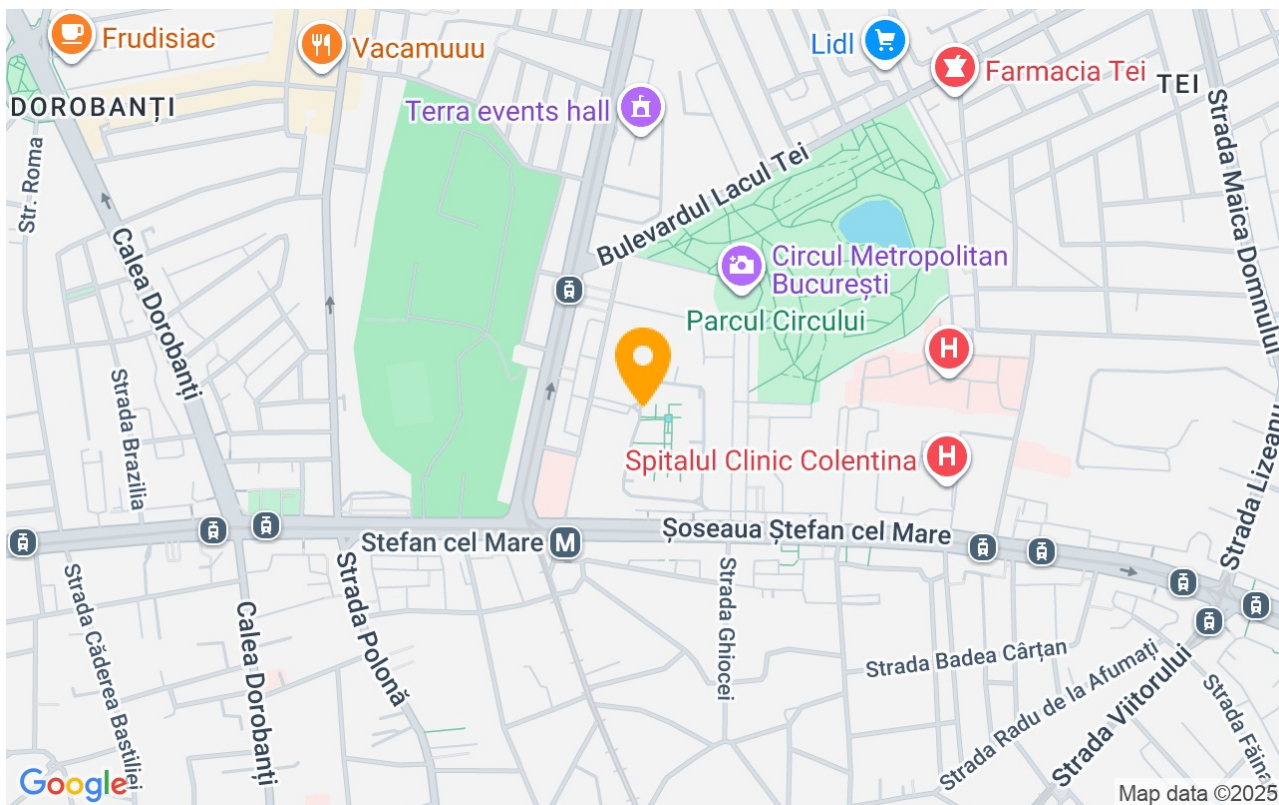 Frudisiac
Vacamuuu
Lidl
Farmacia Tei
TEI
DOROBANȚI
Terra events hall
Str. Roma
Calea Dorobanți
Bulevardul Lacul Tei
Strada Maica Domnului
Circul Metropolitan
București
Parcul Circului
H
Strada Brazilia
Spitalul Clinic Colentina
H
Strada Lizeanu
Stefan cel Mare
M
Șoseaua Ștefan cel Mare
Strada Căderea Bastiliei
Calea Dorobanți
Strada Polonă
Strada Ghiocei
Strada Badea Cârțan
Strada Radu de la Afumați
Strada Viitorului
Strada Făina
Google
Map data ©2025